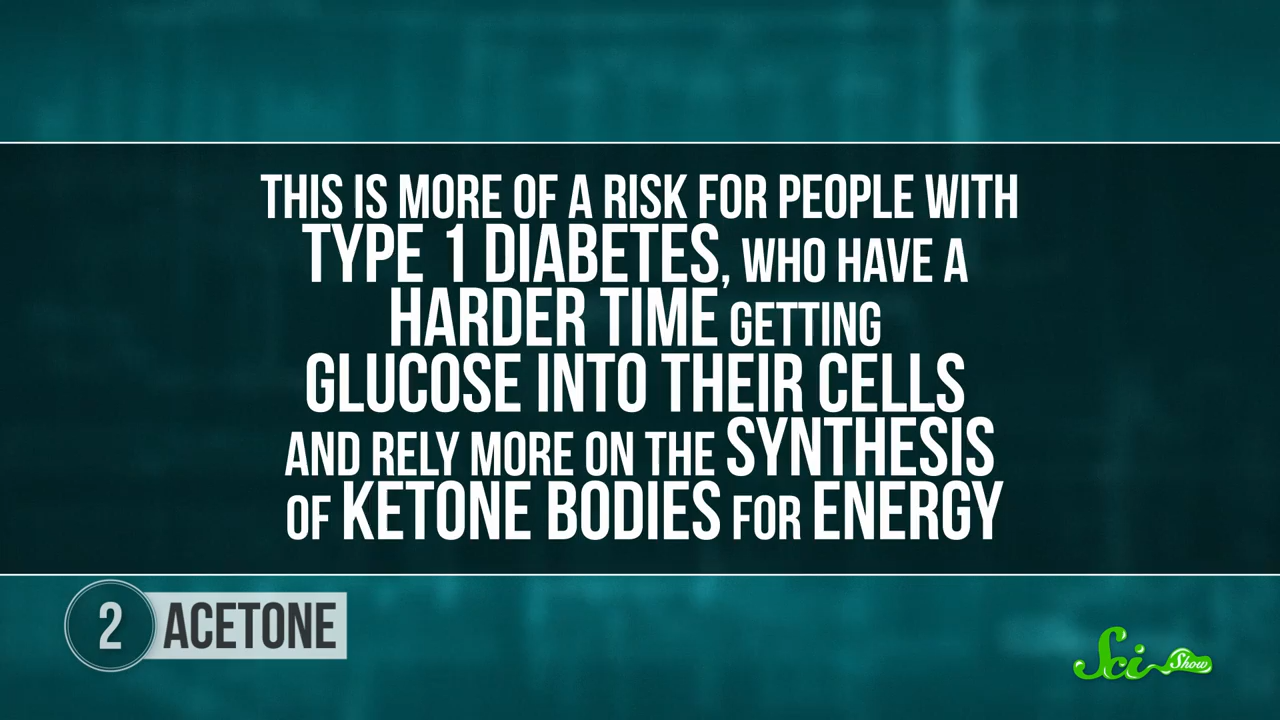 THIS IS MORE OF A RISK FOR PEOPLE WITH
TYPE 1 DIABETES, WHO HAVE A
HARDER TIME GETTING
GLUCOSE INTO THEIR CELLS
AND RELY MORE ON THE SYNTHESIS
OF KETONE BODIES FOR ENERGY
2 ACETONE
Sci Show